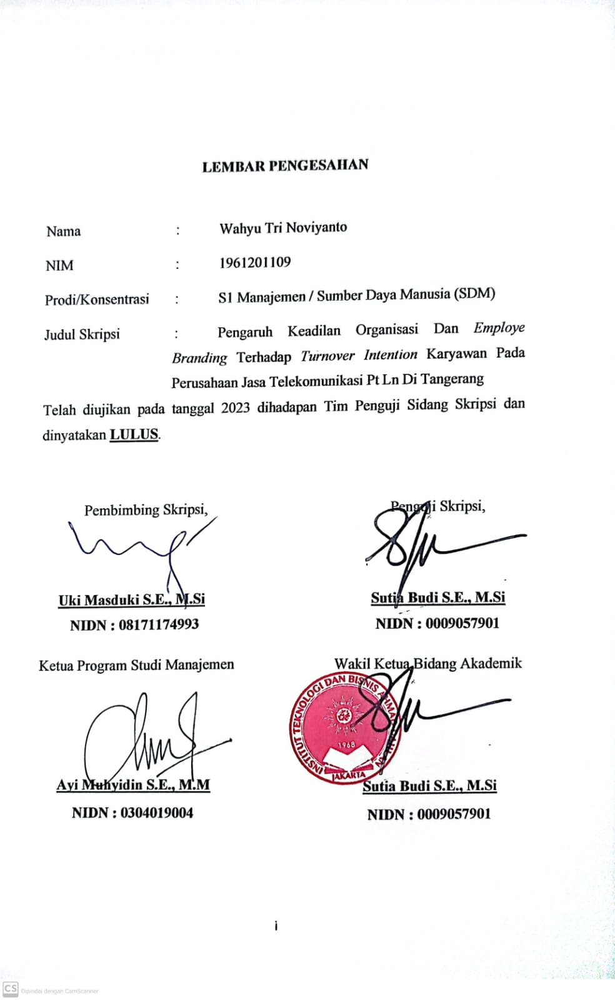 LEMBAR PENGESAHAN
Nama : Wahyu Tri Noviyanto
NIM : 1961201109
Prodi/Konsentrasi : S1 Manajemen / Sumber Daya Manusia (SDM)
Judul Skripsi : Pengaruh Keadilan Organisasi Dan Employe
Branding Terhadap Turnover Intention Karyawan Pada
Perusahaan Jasa Telekomunikasi Pt Ln Di Tangerang
Telah diujikan pada tanggal 2023 dihadapan Tim Penguji Sidang Skripsi dan
dinyatakan LULUS.
Pembimbing Skripsi,
Penguji Skripsi,
Uki Masduki S.E., M.Si
Sutia Budi S.E., M.Si
NIDN : 08171174993
NIDN : 0009057901
Ketua Program Studi Manajemen
Wakil Ketua Bidang Akademik
INSTITUT TEKNOLOGI DAN BISNIS
1968
JAKARTA
Ayi Muhyidin S.E., M.M
Sutia Budi S.E., M.Si
NIDN : 0304019004
NIDN : 0009057901
i
CS Dipindai dengan CamScanner